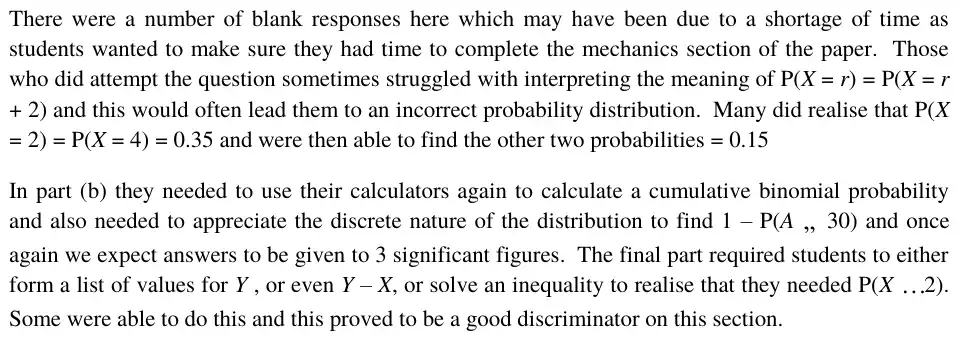 There were a number of blank responses here which may have been due to a shortage of time as
students wanted to make sure they had time to complete the mechanics section of the paper. Those
who did attempt the question sometimes struggled with interpreting the meaning of P(X = r) = P(X = r
+ 2) and this would often lead them to an incorrect probability distribution. Many did realise that P(X
= 2) = P(X = 4) = 0.35 and were then able to find the other two probabilities = 0.15
In part (b) they needed to use their calculators again to calculate a cumulative binomial probability
and also needed to appreciate the discrete nature of the distribution to find 1 – P(A ,, 30) and once
again we expect answers to be given to 3 significant figures. The final part required students to either
form a list of values for Y , or even Y – X, or solve an inequality to realise that they needed P(X …2).
Some were able to do this and this proved to be a good discriminator on this section.